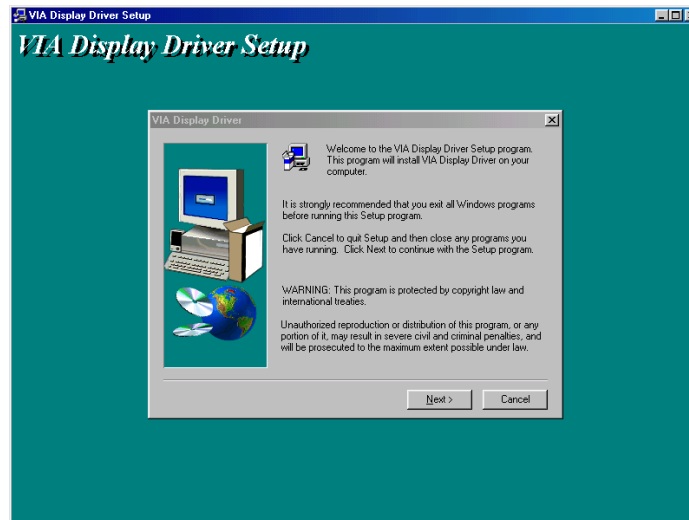 VIA Display Driver Setup
VIA Display Driver Setup
VIA Display Driver
Welcome to the VIA Display Driver Setup program.
This program will install VIA Display Driver on your
computer.
It is strongly recommended that you exit all Windows programs
before running this Setup program.
Click Cancel to quit Setup and then close any programs you
have running. Click Next to continue with the Setup program.
WARNING: This program is protected by copyright law and
international treaties.
Unauthorized reproduction or distribution of this program, or any
portion of it, may result in severe civil and criminal penalties, and
will be prosecuted to the maximum extent possible under law.
Next >
Cancel